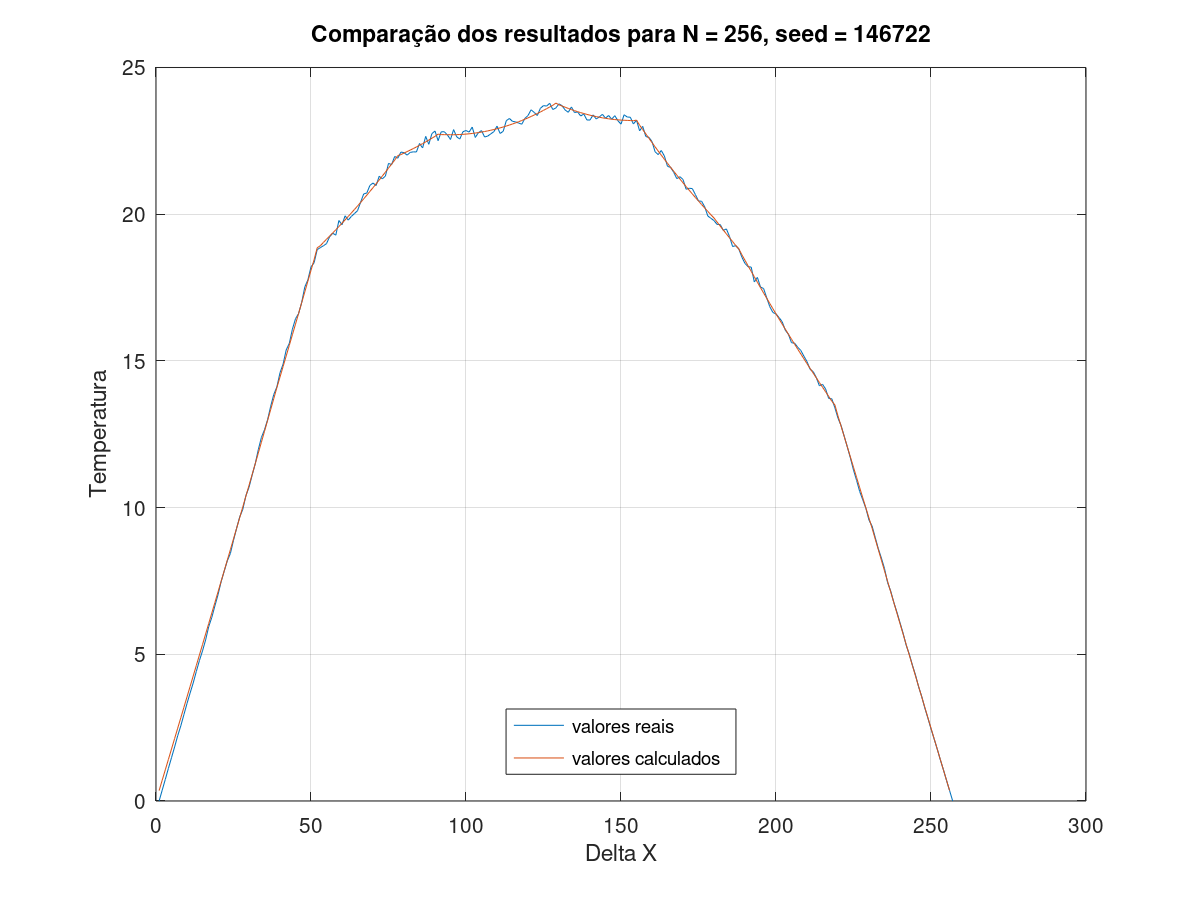 Comparação dos resultados para N = 256, seed = 146722
25
20
15
10
5
0
Temperatura
valores reais
valores calculados
0 50 100 150 200 250 300
Delta X